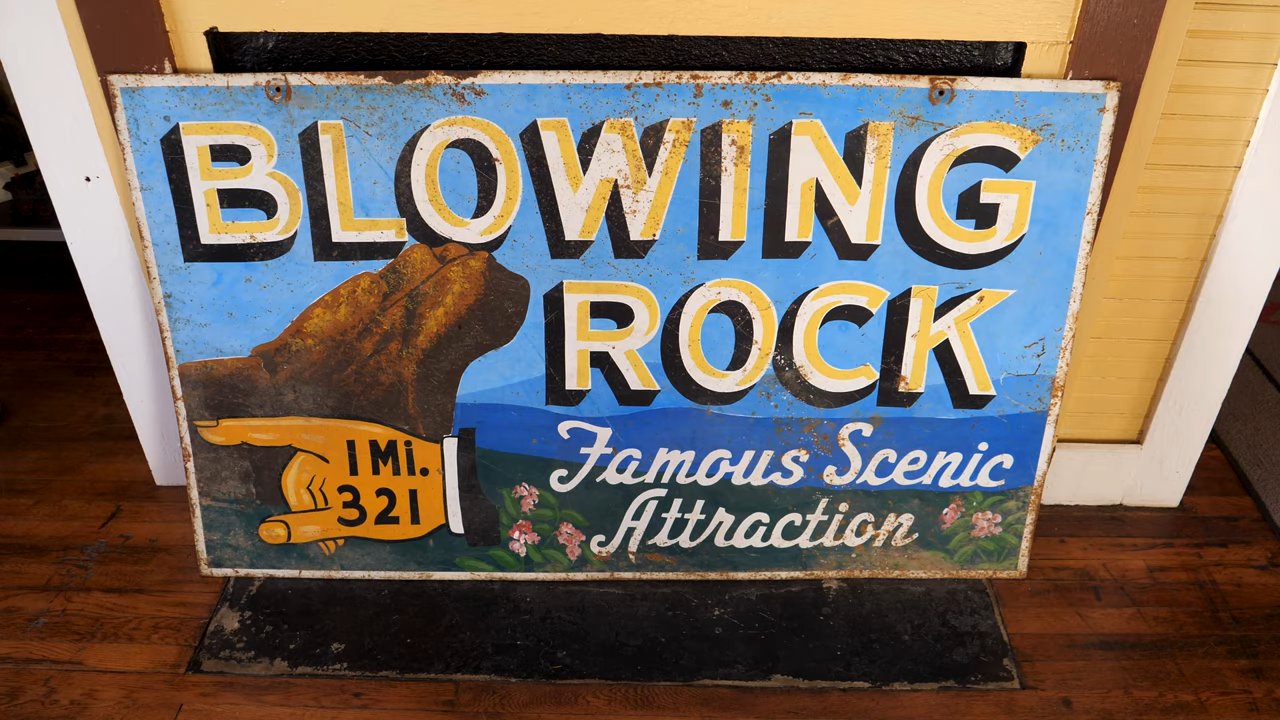 BLOWING
ROCK
Famous Scenic
Attraction
1 Mi.
321